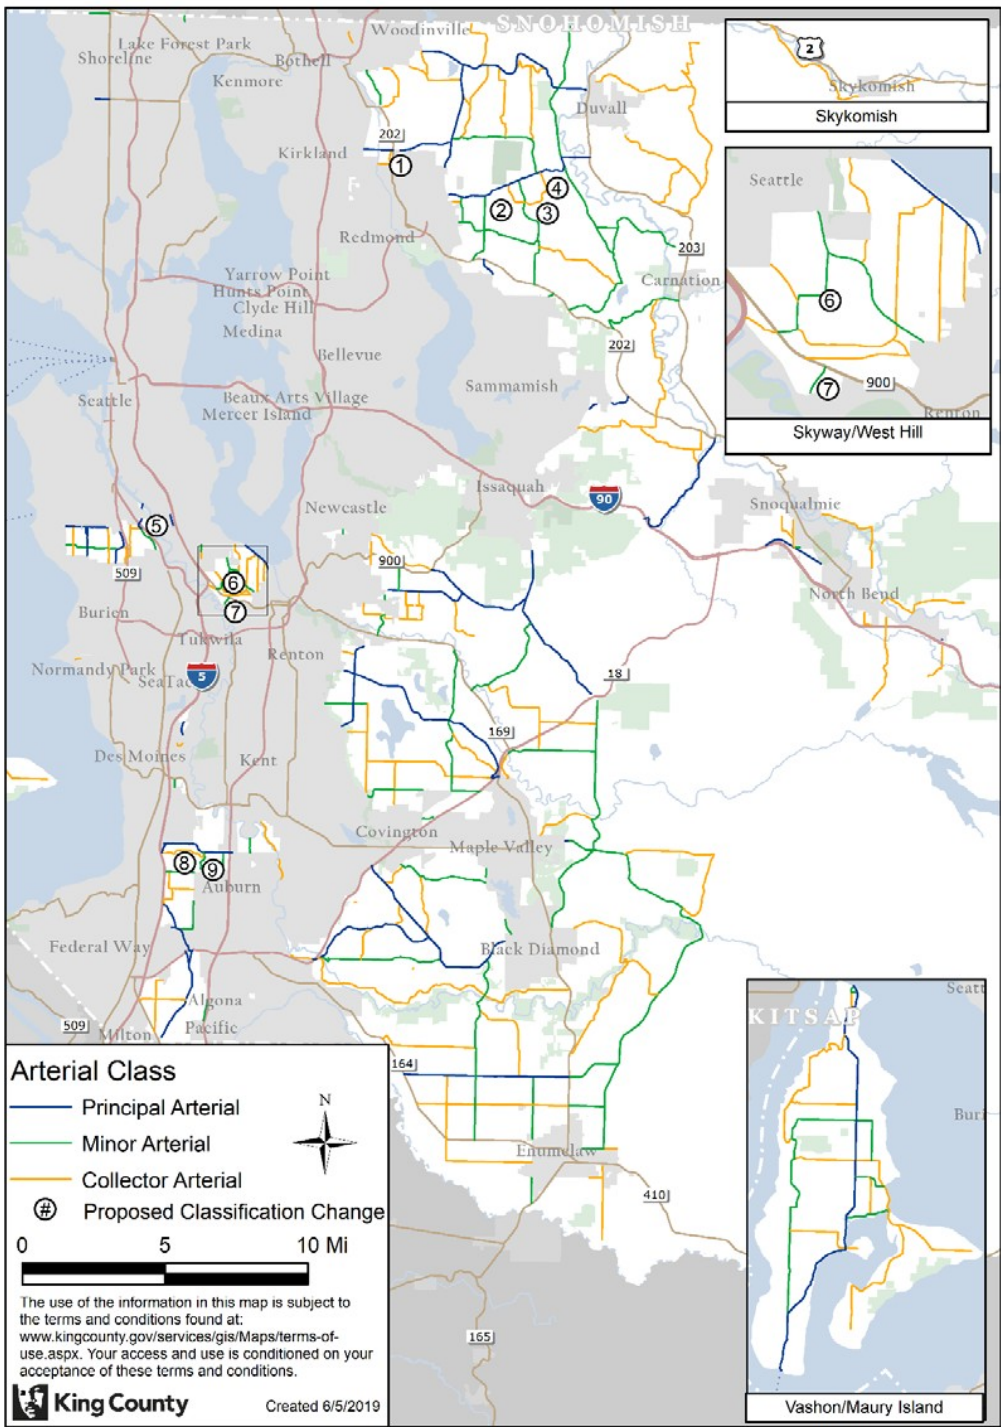 SNOHOMISH
Woodinville
Lake Forest Park
Shoreline
Bothell
Kenmore
Duvall
202
Kirkland
1
4
2
3
Redmond
203
Yarrow Point
Hunts Point
Clyde Hill
Carnation
Medina
Bellevue
202
Sammamish
Seattle
Beaux Arts Village
Mercer Island
Issaquah
90
Newcastle
Snoqualmie
5
509
900
6
7
North Bend
Burien
Tukwila
Renton
Normandy Park
SeaTac
5
18
169
Des Moines
Kent
Covington
Maple Valley
8
9
Auburn
Federal Way
Black Diamond
Algona
Pacific
509
Milton
164
Enumclaw
410
165
2
Skykomish
Skykomish
Seattle
6
7
900
Renton
Skyway/West Hill
Seatt
KITSAP
Buri
Vashon/Maury Island
Arterial Class
Principal Arterial
Minor Arterial
Collector Arterial
# Proposed Classification Change
N
0 5 10 Mi
The use of the information in this map is subject to
the terms and conditions found at:
www.kingcounty.gov/services/gis/Maps/terms-of-
use.aspx. Your access and use is conditioned on your
acceptance of these terms and conditions.
King County
Created 6/5/2019